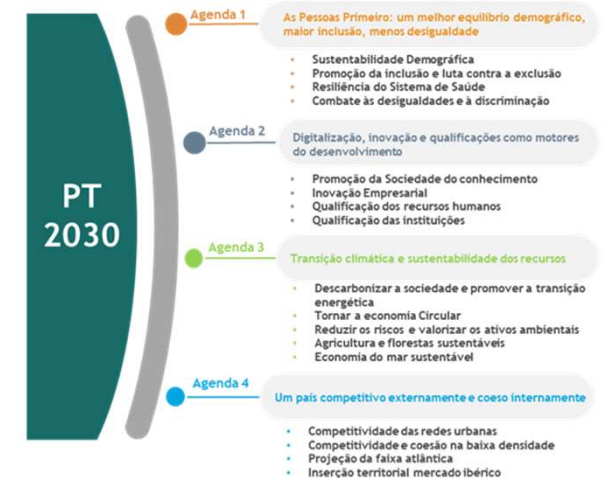 PT
2030
Agenda 1
As Pessoas Primeiro: um melhor equilíbrio demográfico,
maior inclusão, menos desigualdade
• Sustentabilidade Demográfica
• Promoção da inclusão e luta contra a exclusão
• Resiliência do Sistema de Saúde
• Combate às desigualdades e à discriminação
Agenda 2
Digitalização, inovação e qualificações como motores
do desenvolvimento
• Promoção da Sociedade do conhecimento
• Inovação Empresarial
• Qualificação dos recursos humanos
• Qualificação das instituições
Agenda 3
Transição climática e sustentabilidade dos recursos
• Descarbonizar a sociedade e promover a transição
energética
• Tornar a economia Circular
• Reduzir os riscos e valorizar os ativos ambientais
• Agricultura e florestas sustentáveis
• Economia do mar sustentável
Agenda 4
Um país competitivo externamente e coeso internamente
• Competitividade das redes urbanas
• Competitividade e coesão na baixa densidade
• Projeção da faixa atlântica
• Inserção territorial mercado ibérico